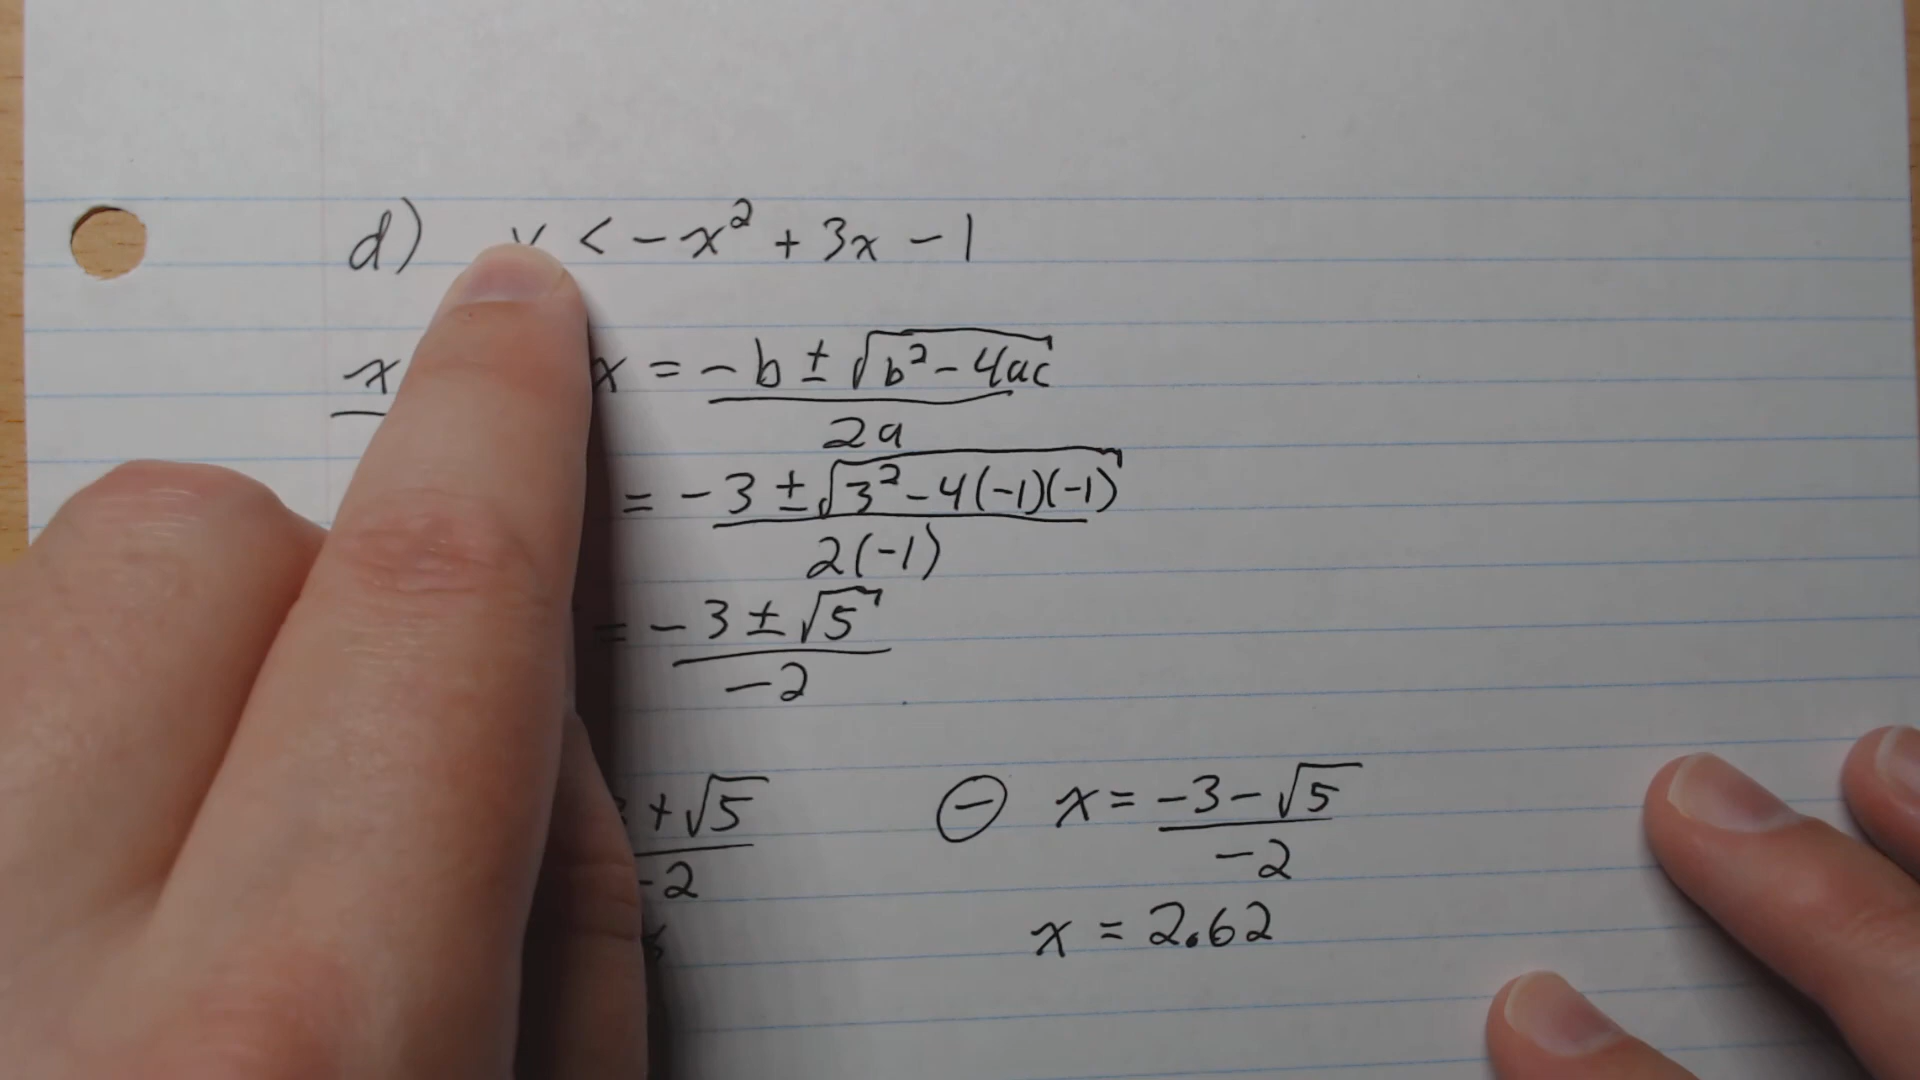 d) y < -x² + 3x - 1
x x = -b ± √(b² - 4ac) / 2a
= -3 ± √(3² - 4(-1)(-1)) / 2(-1)
= -3 ± √5 / -2
+ √5 / -2 ⊖ x = -3 - √5 / -2
x = 2.62